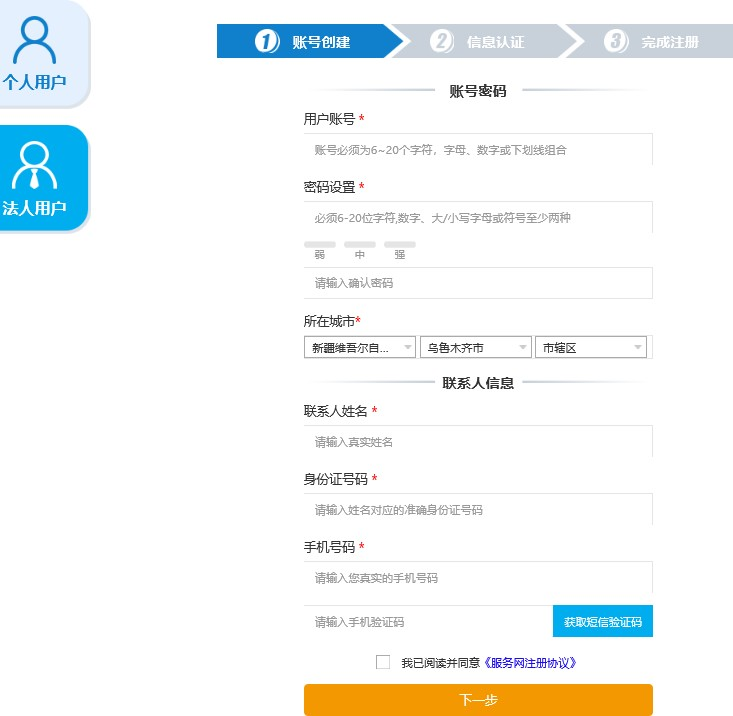 个人用户
法人用户
1 账号创建
2 信息认证
3 完成注册
账号密码
用户账号 *
账号必须为6~20个字符，字母、数字或下划线组合
密码设置 *
必须6-20位字符,数字、大/小写字母或符号至少两种
弱 中 强
请输入确认密码
所在城市*
新疆维吾尔自... 乌鲁木齐市 市辖区
联系人信息
联系人姓名 *
请输入真实姓名
身份证号码 *
请输入姓名对应的准确身份证号码
手机号码 *
请输入您真实的手机号码
请输入手机验证码 获取短信验证码
我已阅读并同意《服务网注册协议》
下一步